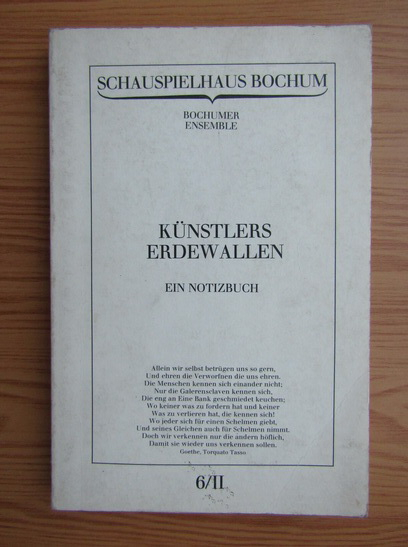 SCHAUSPIELHAUS BOCHUM
BOCHUMER
ENSEMBLE
KÜNSTLERS
ERDEWALLEN
EIN NOTIZBUCH
Allein wir selbst betrügen uns so gern,
Und ehren die Verworfnen die uns ehren.
Die Menschen kennen sich einander nicht;
Nur die Galerensclaven kennen sich,
Die eng an Eine Bank geschmiedet keuchen;
Wo keiner was zu fordern hat und keiner
Was zu verlieren hat, die kennen sich!
Wo jeder sich für einen Schelmen giebt,
Und seines Gleichen auch für Schelmen nimmt.
Doch wir verkennen nur die andern höflich,
Damit sie wieder uns verkennen sollen.
Goethe, Torquato Tasso
6/II